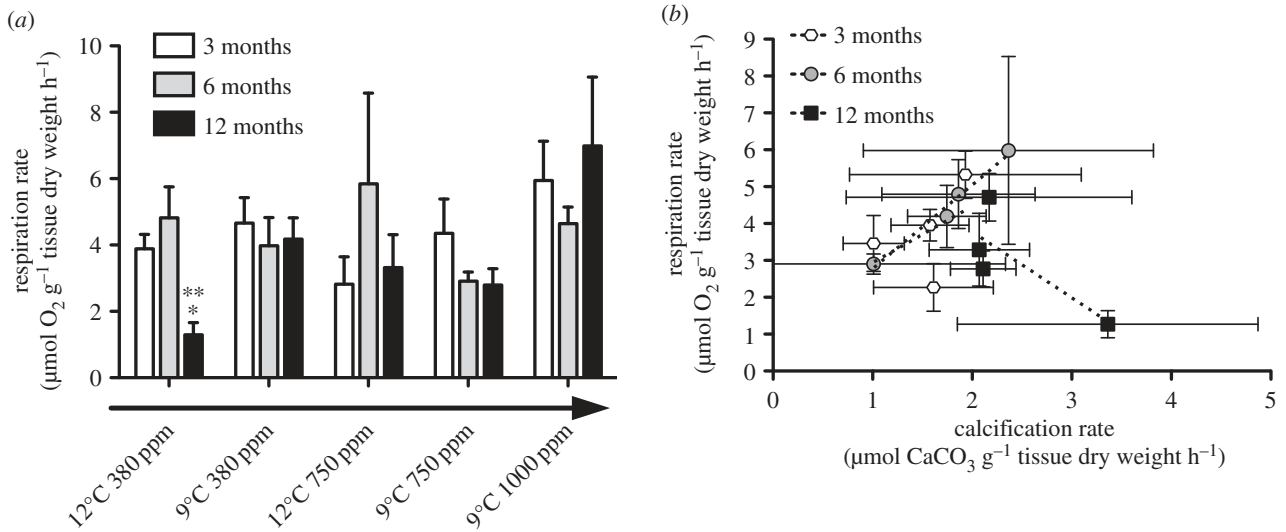 (a)
10
8
6
4
2
0
respiration rate
(µmol O₂ g⁻¹ tissue dry weight h⁻¹)
3 months
6 months
12 months
**
*
12°C 380 ppm
9°C 380 ppm
12°C 750 ppm
9°C 750 ppm
9°C 1000 ppm
(b)
9
8
7
6
5
4
3
2
1
0
respiration rate
(µmol O₂ g⁻¹ tissue dry weight h⁻¹)
3 months
6 months
12 months
0 1 2 3 4 5
calcification rate
(µmol CaCO₃ g⁻¹ tissue dry weight h⁻¹)